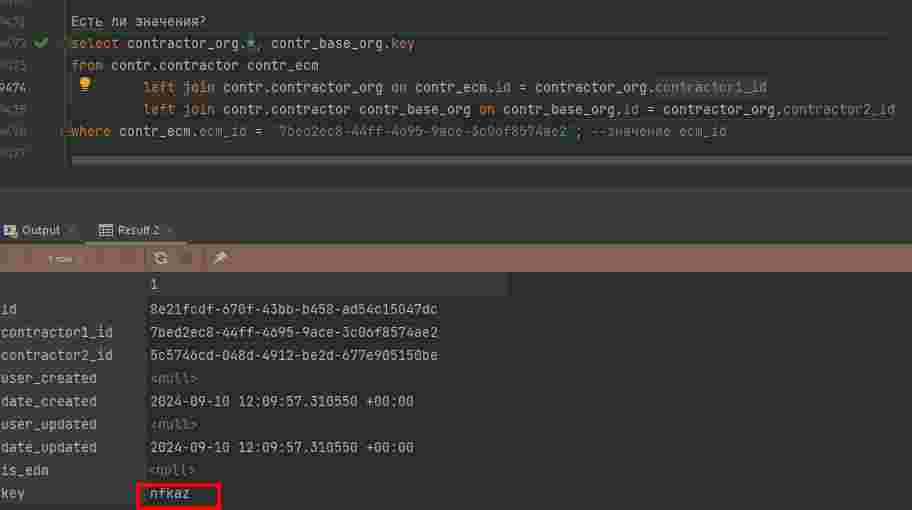 Есть ли значения?
select contractor_org.*, contr_base_org.key
from contr.contractor contr_ecm
left join contr.contractor_org on contr_ecm.id = contractor_org.contractor1_id
9474
left join contr.contractor contr_base_org on contr_base_org.id = contractor_org.contractor2_id
where contr_ecm.ecm_id = '7bed2ec8-44ff-4695-9ace-3c06f8574ae2'; --значение ecm_id
Output × Result 2 ×
1 row
1
id 8e21fcdf-670f-43bb-b458-ad54c15047dc
contractor1_id 7bed2ec8-44ff-4695-9ace-3c06f8574ae2
contractor2_id 5c5746cd-048d-4912-be2d-677e905150be
user_created <null>
date_created 2024-09-10 12:09:57.310550 +00:00
user_updated <null>
date_updated 2024-09-10 12:09:57.310550 +00:00
is_edm <null>
key nfkaz